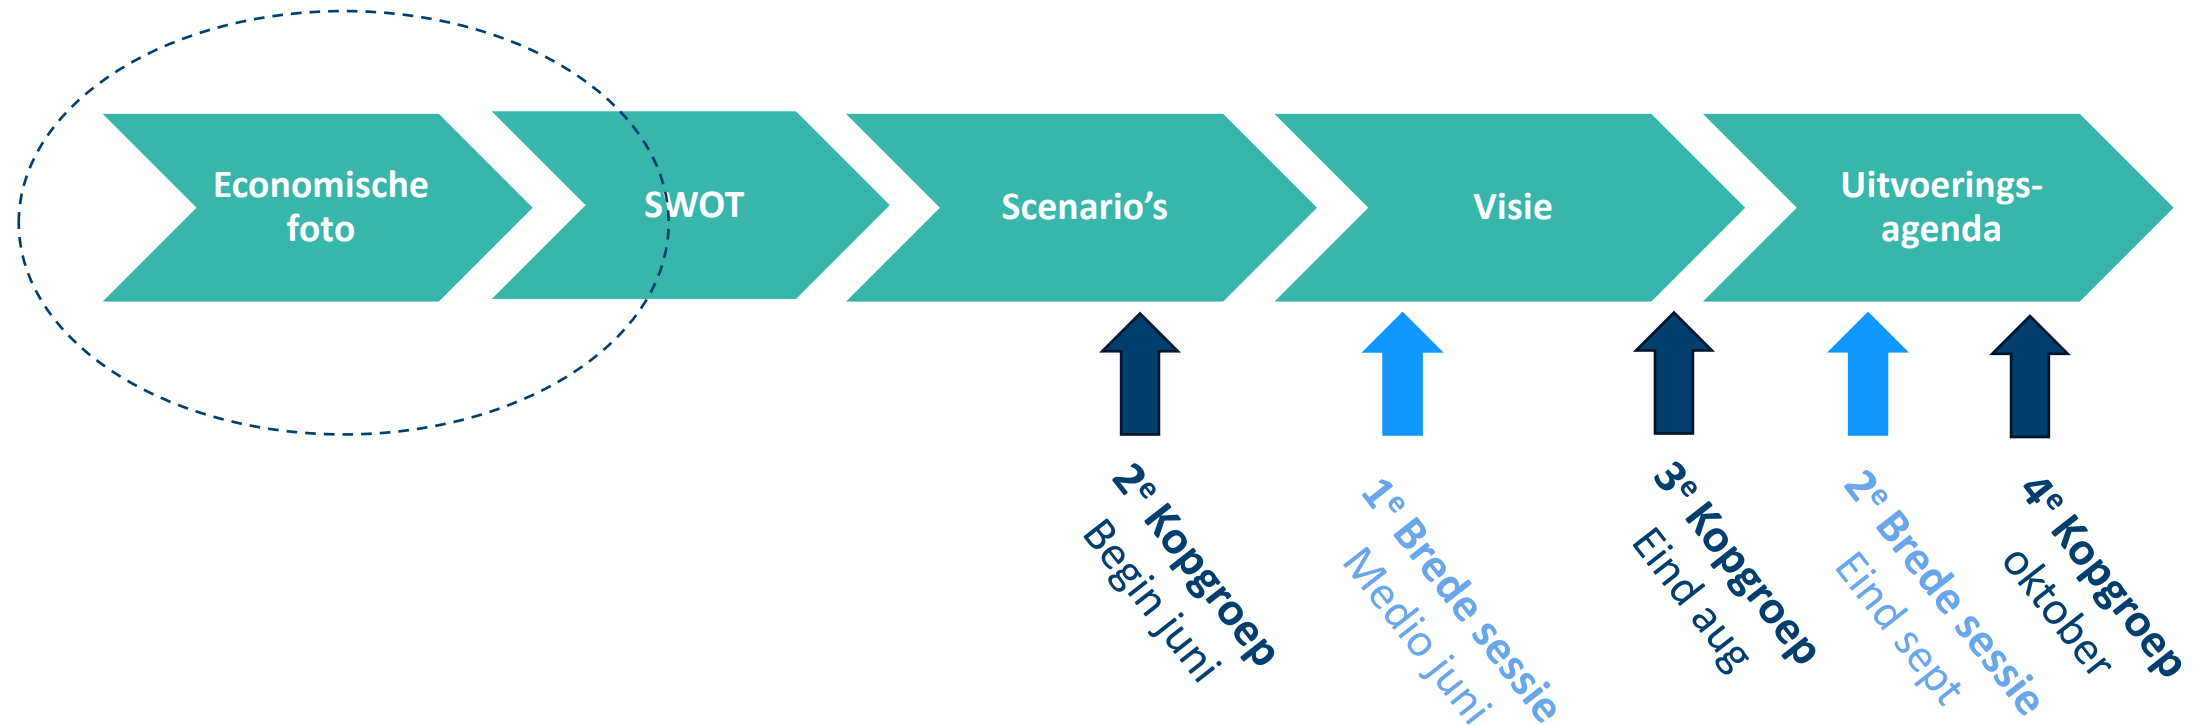 Economische
foto
SWOT
Scenario’s
Visie
Uitvoerings-
agenda
2e Kopgroep
Begin juni
1e Brede sessie
Medio juni
3e Kopgroep
Eind aug
2e Brede sessie
Eind sept
4e Kopgroep
oktober